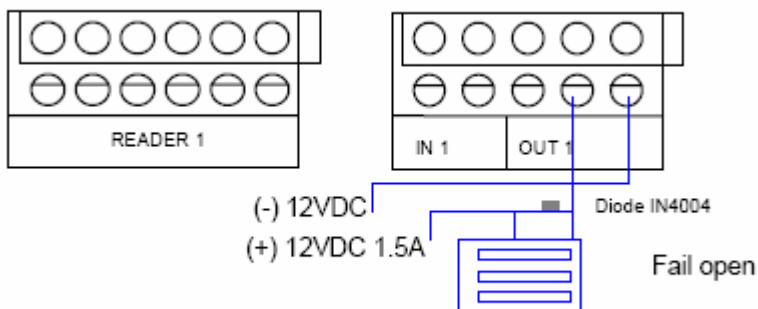 READER 1
IN 1
OUT 1
(-) 12VDC
Diode IN4004
(+) 12VDC 1.5A
Fail open